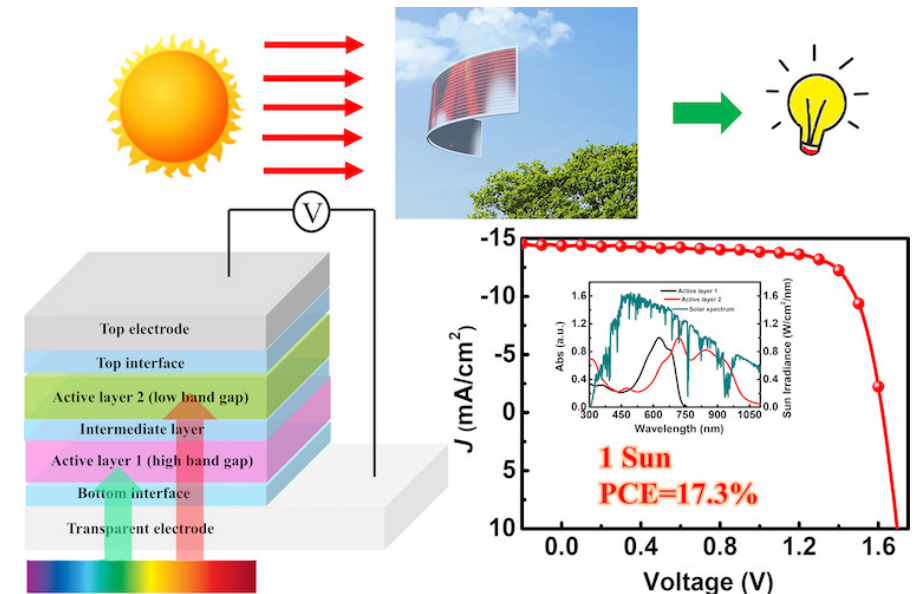 V
Top electrode
Top interface
Active layer 2 (low band gap)
Intermediate layer
Active layer 1 (high band gap)
Bottom interface
Transparent electrode
-15
-10
-5
0
5
10
J (mA/cm²)
0.0 0.4 0.8 1.2 1.6
Voltage (V)
Active layer 1
Active layer 2
Solar spectrum
1.6
1.2
0.8
0.4
0.0
Abs (a.u.)
1.6
1.2
0.8
0.4
0.0
Sun Irradiance (W/cm²/nm)
300 450 600 750 900 1050
Wavelength (nm)
1 Sun
PCE=17.3%